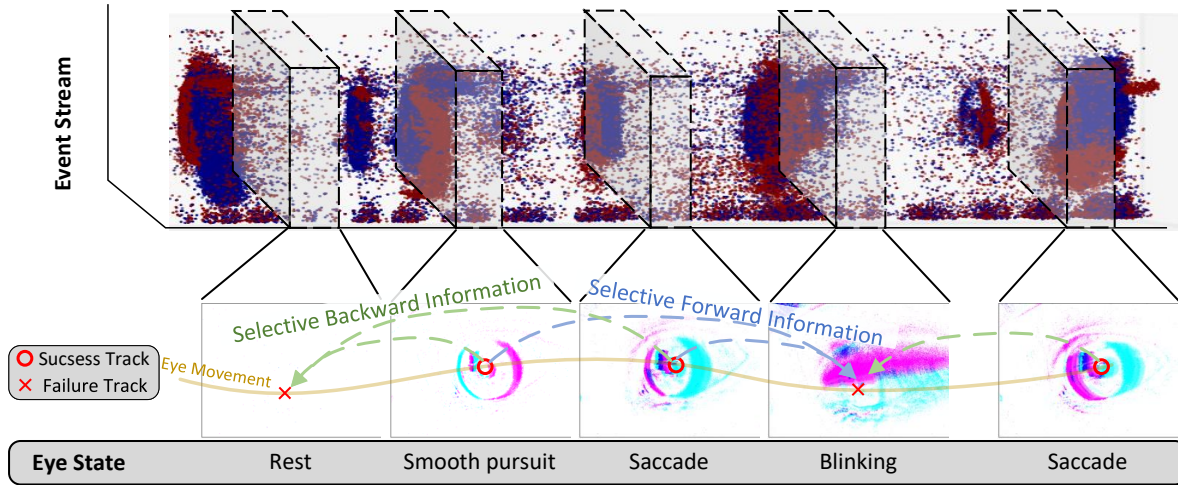 Event Stream
Selective Backward Information
Selective Forward Information
Sucsess Track
Failure Track
Eye Movement
Eye State
Rest
Smooth pursuit
Saccade
Blinking
Saccade